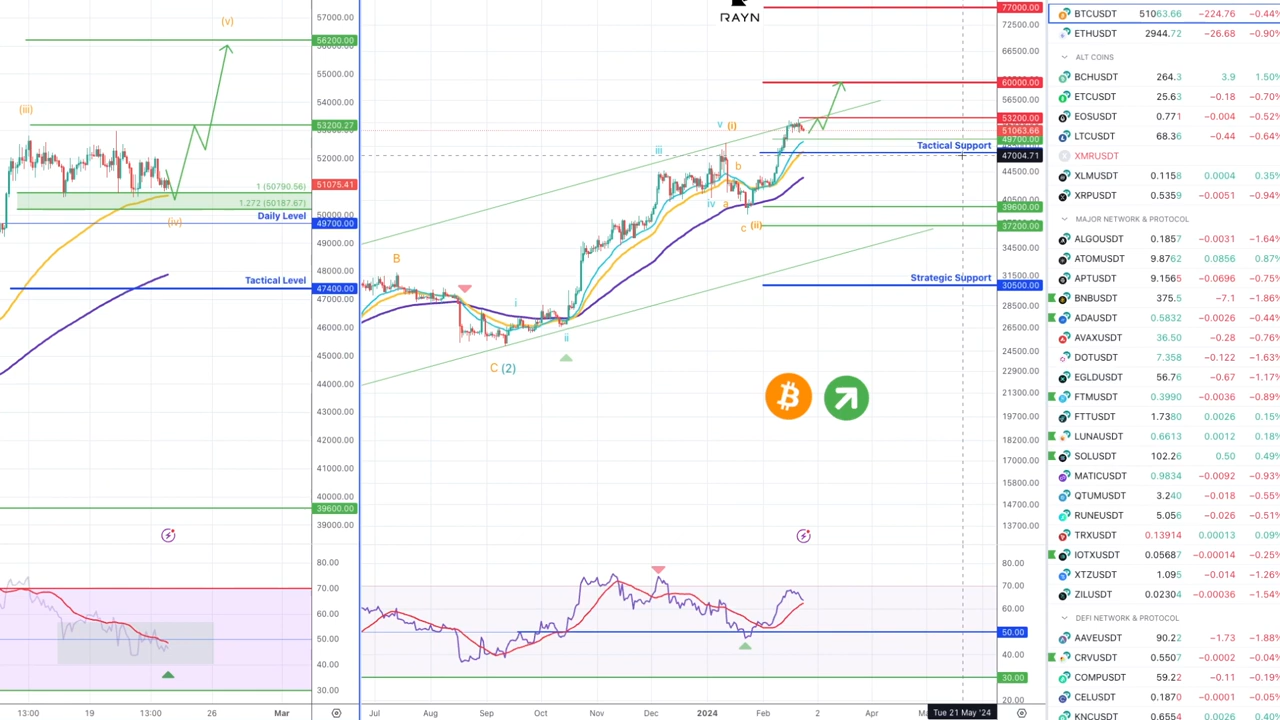 57000.00
(v)
56200.00
56000.00
55000.00
(iii)
54000.00
53200.27
52000.00
1 (50790.56)
51075.41
1.272 (50187.67)
(iv)
Daily Level
50000.00
49700.00
49000.00
48000.00
Tactical Level
47400.00
47000.00
46000.00
45000.00
44000.00
43000.00
42000.00
41000.00
40000.00
39600.00
39000.00
80.00
70.00
60.00
50.00
40.00
30.00
13:00
19
13:00
26
Mar
RAYN
77000.00
72500.00
66500.00
60000.00
56500.00
53200.00
51063.66
49700.00
v (i)
Tactical Support
47004.71
iii
b
44500.00
iv
a
40500.00
39600.00
c (ii)
37200.00
34500.00
B
31500.00
Strategic Support
30500.00
28500.00
i
ii
26500.00
24500.00
C (2)
22900.00
21300.00
19700.00
18200.00
17000.00
15800.00
14700.00
13700.00
80.00
70.00
60.00
50.00
40.00
30.00
20.00
Jul
Aug
Sep
Oct
Nov
Dec
2024
Feb
2
Apr
Tue 21 May '24
BTCUSDT 51063.66 −224.76 −0.44%
ETHUSDT 2944.72 −26.68 −0.90%
ALT COINS
BCHUSDT 264.3 3.9 1.50%
ETCUSDT 25.63 −0.18 −0.70%
EOSUSDT 0.771 −0.004 −0.52%
LTCUSDT 68.36 −0.44 −0.64%
XMRUSDT
XLMUSDT 0.1158 0.0004 0.35%
XRPUSDT 0.5359 −0.0051 −0.94%
MAJOR NETWORK & PROTOCOL
ALGOUSDT 0.1857 −0.0031 −1.64%
ATOMUSDT 9.862 0.0856 0.87%
APTUSDT 9.1565 −0.0696 −0.75%
BNBUSDT 375.5 −7.1 −1.86%
ADAUSDT 0.5832 −0.0026 −0.44%
AVAXUSDT 36.50 −0.28 −0.76%
DOTUSDT 7.358 −0.122 −1.63%
EGLDUSDT 56.76 −0.67 −1.17%
FTMUSDT 0.3990 −0.0036 −0.89%
FTTUSDT 1.7380 0.0026 0.15%
LUNAUSDT 0.6613 0.0012 0.18%
SOLUSDT 102.26 0.50 0.49%
MATICUSDT 0.9834 −0.0092 −0.93%
QTUMUSDT 3.240 −0.018 −0.55%
RUNEUSDT 5.056 −0.026 −0.51%
TRXUSDT 0.13914 0.00013 0.09%
IOTXUSDT 0.05687 −0.00014 −0.25%
XTZUSDT 1.095 −0.014 −1.26%
ZILUSDT 0.02304 −0.00036 −1.54%
DEFI NETWORK & PROTOCOL
AAVEUSDT 90.22 −1.73 −1.88%
CRVUSDT 0.5507 −0.0002 −0.04%
COMPUSDT 59.22 −0.11 −0.19%
CELUSDT 0.1870 −0.0001 −0.05%
KNCUSDT 0.6554 0.0026